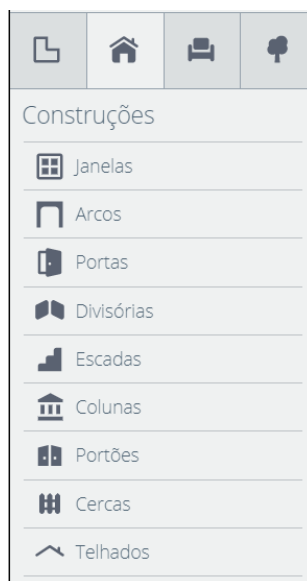 Construções
Janelas
Arcos
Portas
Divisórias
Escadas
Colunas
Portões
Cercas
Telhados